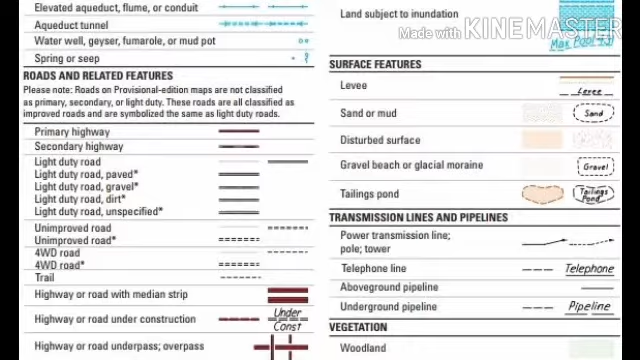 Elevated aqueduct, flume, or conduit
Aqueduct tunnel
Water well, geyser, fumarole, or mud pot
Spring or seep
ROADS AND RELATED FEATURES
Please note: Roads on Provisional-edition maps are not classified
as primary, secondary, or light duty. These roads are all classified as
improved roads and are symbolized the same as light duty roads.
Primary highway
Secondary highway
Light duty road
Light duty road, paved*
Light duty road, gravel*
Light duty road, dirt*
Light duty road, unspecified*
Unimproved road
Unimproved road*
4WD road
4WD road*
Trail
Highway or road with median strip
Highway or road under construction
Under
Const
Highway or road underpass; overpass
Land subject to inundation
Made with KINEMASTER
SURFACE FEATURES
Levee
Levee
Sand or mud
Sand
Disturbed surface
Gravel beach or glacial moraine
Gravel
Tailings pond
Tailings
Pond
TRANSMISSION LINES AND PIPELINES
Power transmission line;
pole; tower
Telephone line
Telephone
Aboveground pipeline
Underground pipeline
Pipeline
VEGETATION
Woodland